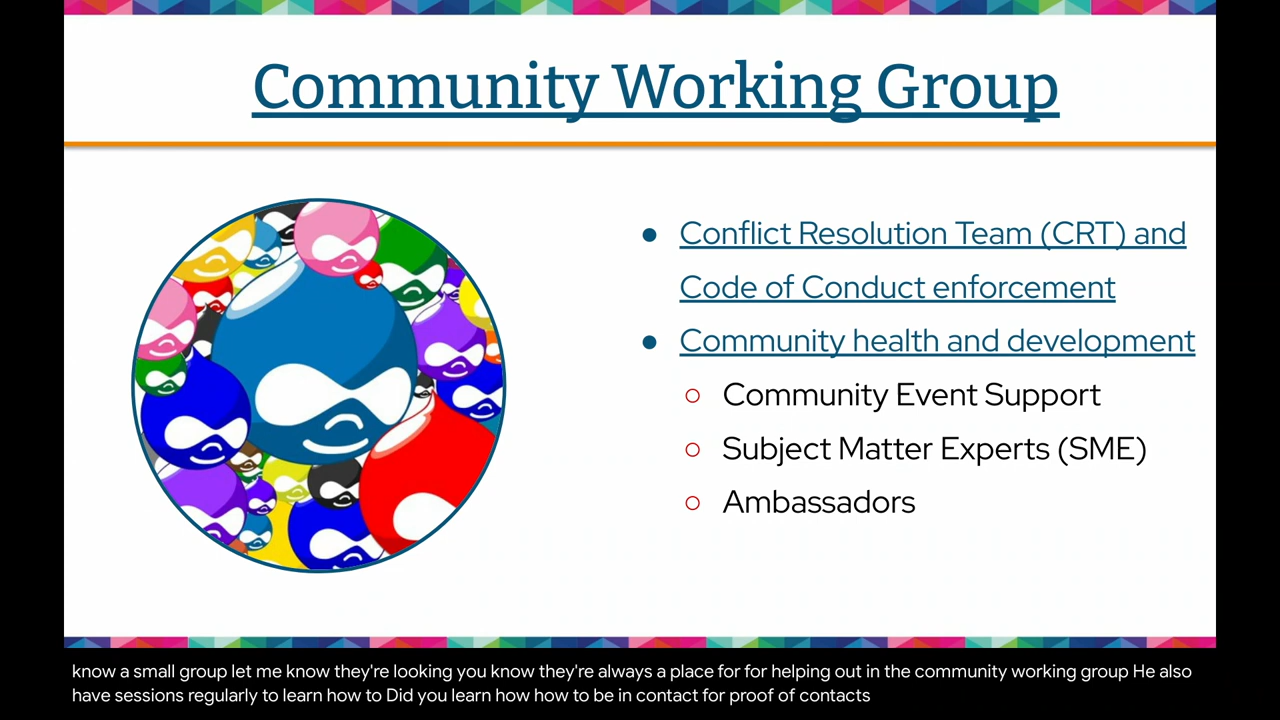 Community Working Group
● Conflict Resolution Team (CRT) and
Code of Conduct enforcement
● Community health and development
○ Community Event Support
○ Subject Matter Experts (SME)
○ Ambassadors
know a small group let me know they're looking you know they're always a place for for helping out in the community working group He also
have sessions regularly to learn how to Did you learn how how to be in contact for proof of contacts